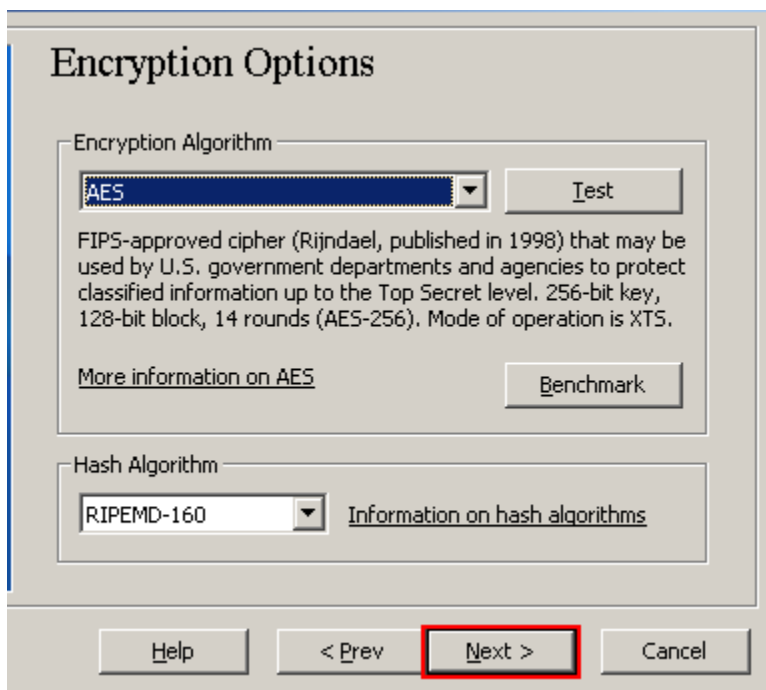 Encryption Options
Encryption Algorithm
AES
Test
FIPS-approved cipher (Rijndael, published in 1998) that may be
used by U.S. government departments and agencies to protect
classified information up to the Top Secret level. 256-bit key,
128-bit block, 14 rounds (AES-256). Mode of operation is XTS.
More information on AES
Benchmark
Hash Algorithm
RIPEMD-160
Information on hash algorithms
Help
< Prev
Next >
Cancel